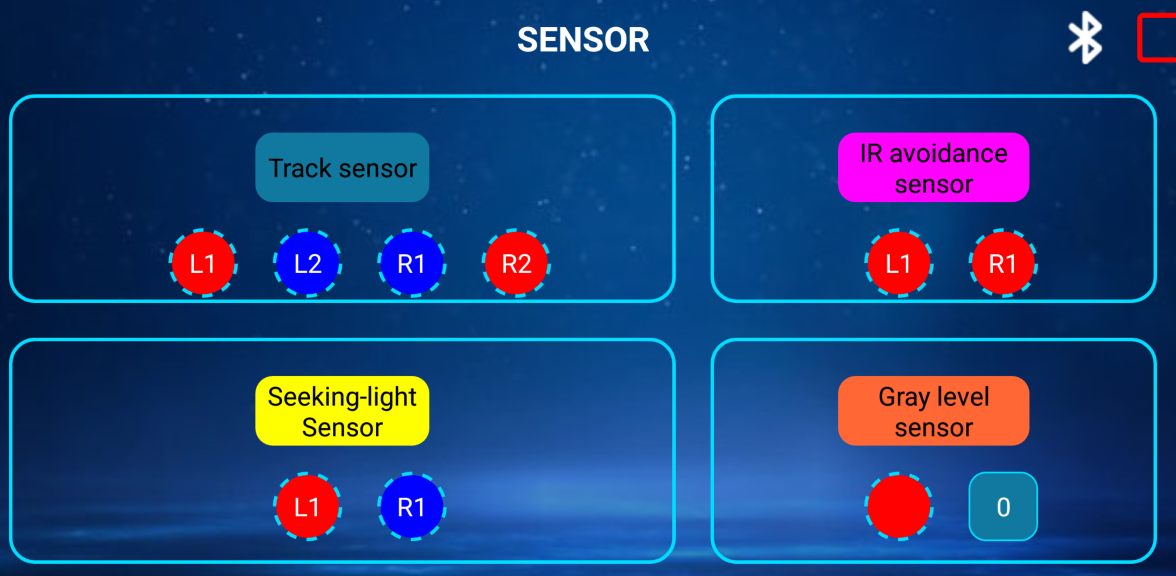 SENSOR
Track sensor
L1 L2 R1 R2
IR avoidance
sensor
L1 R1
Seeking-light
Sensor
L1 R1
Gray level
sensor
0